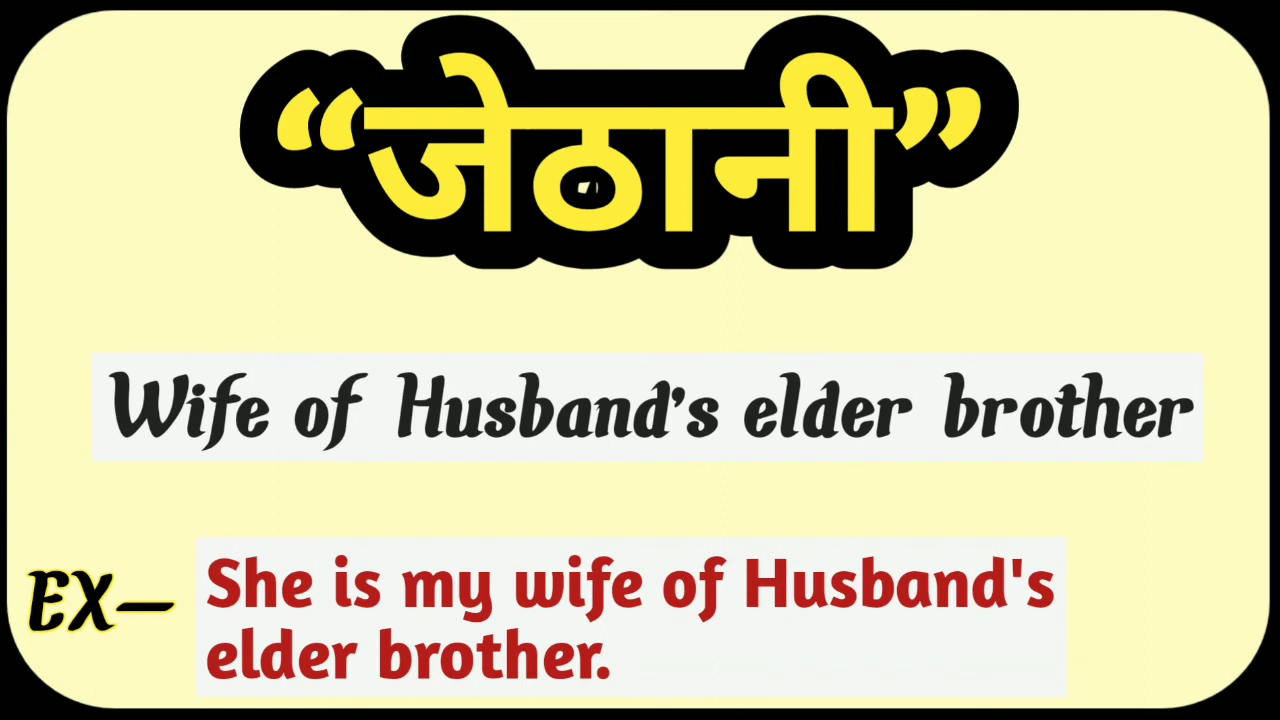 “जेठानी”
Wife of Husband's elder brother
EX— She is my wife of Husband's
elder brother.